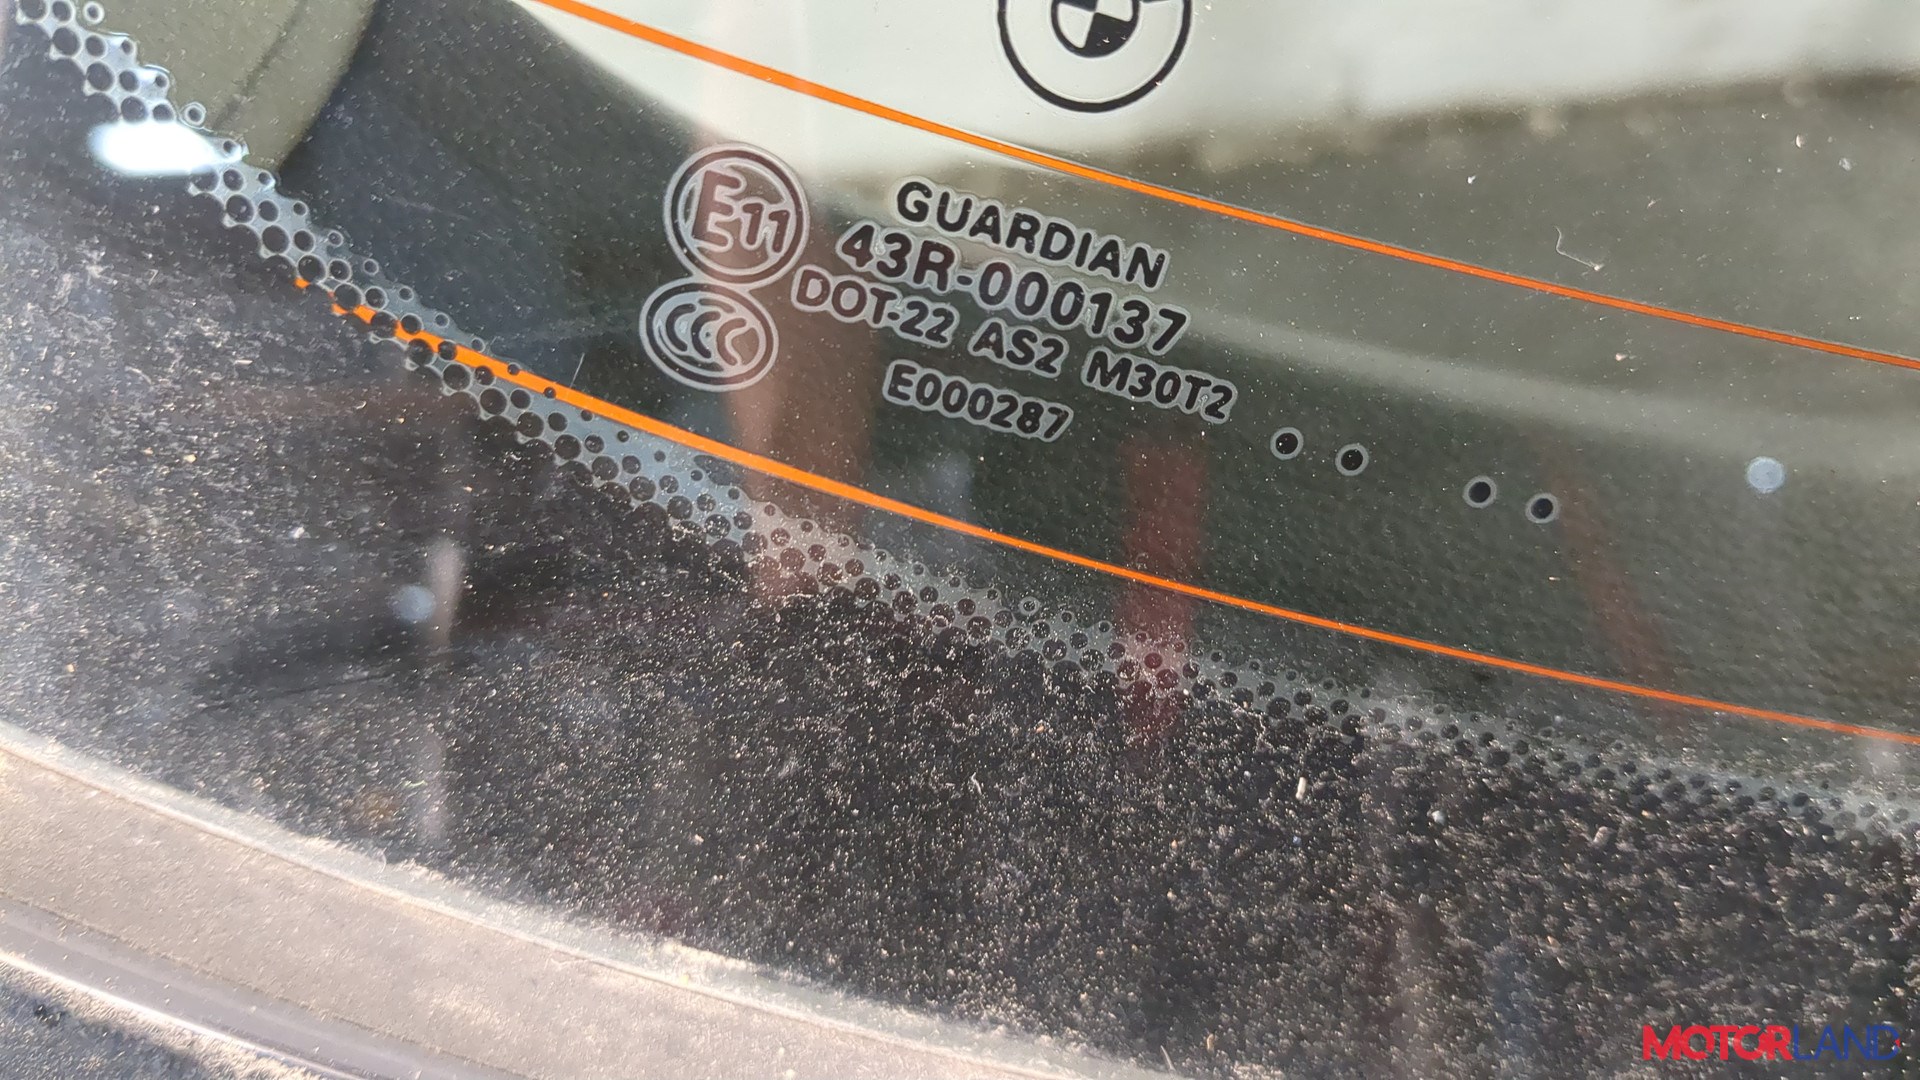 E11
GUARDIAN
43R-000137
DOT-22 AS2 M30T2
CCC
E000287
MOTORLAND